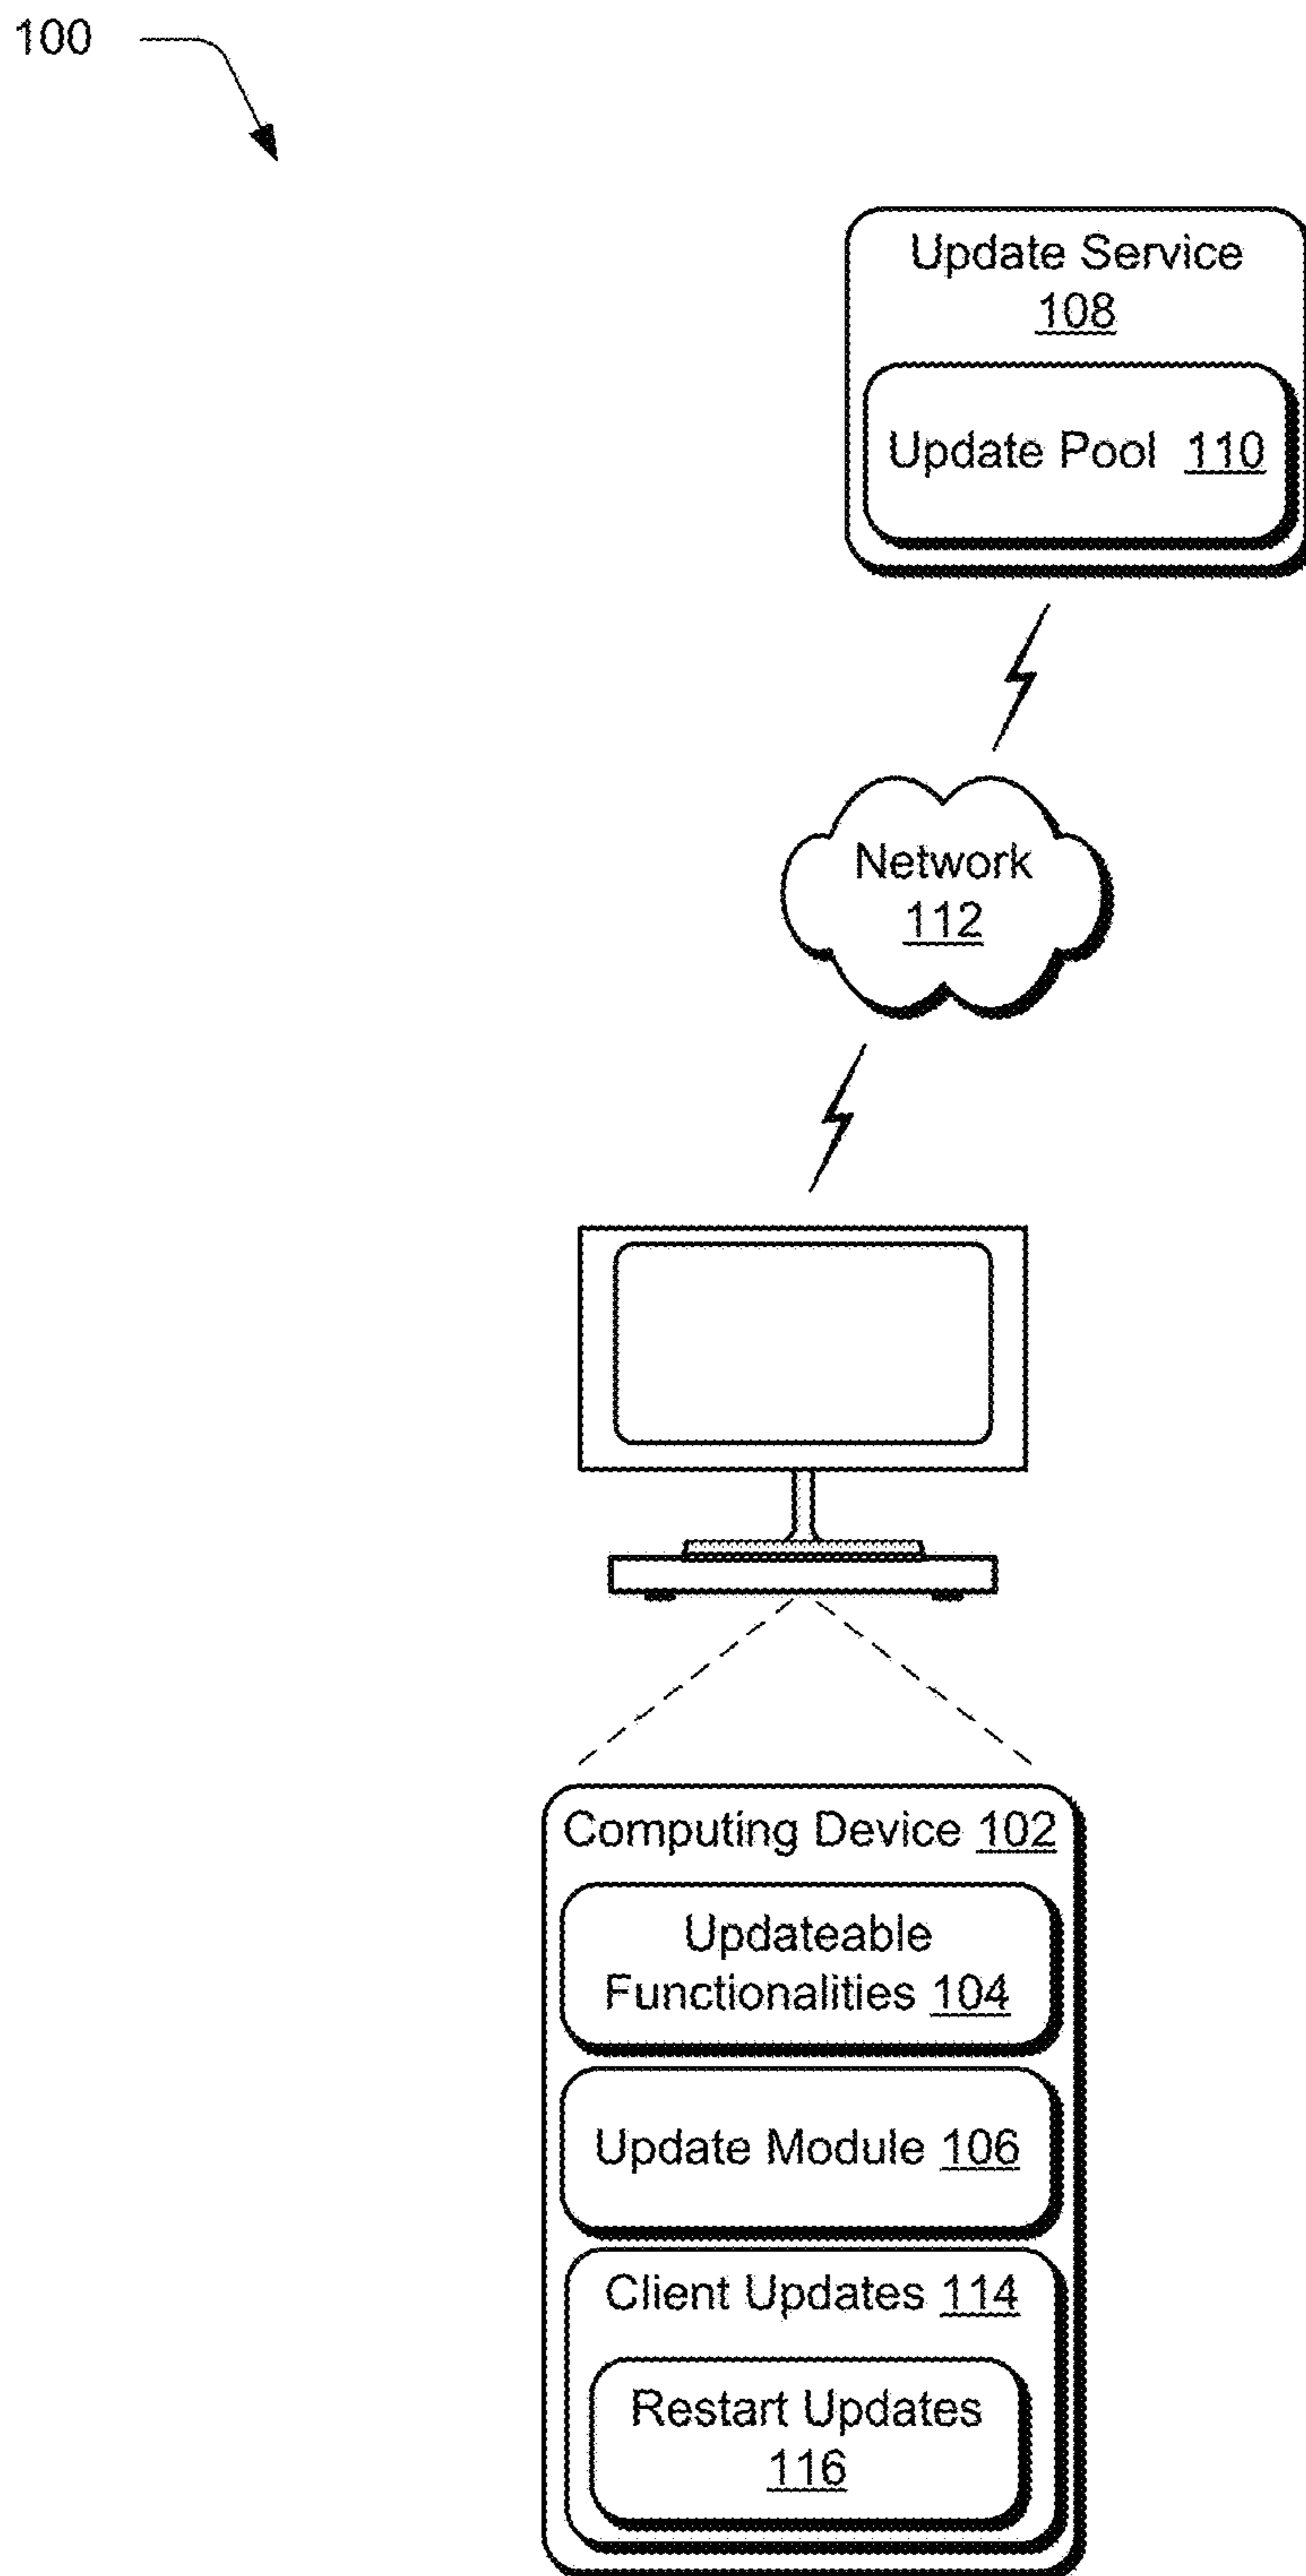 100
Update Service
108
Update Pool 110
Network
112
Computing Device 102
Updateable
Functionalities 104
Update Module 106
Client Updates 114
Restart Updates
116